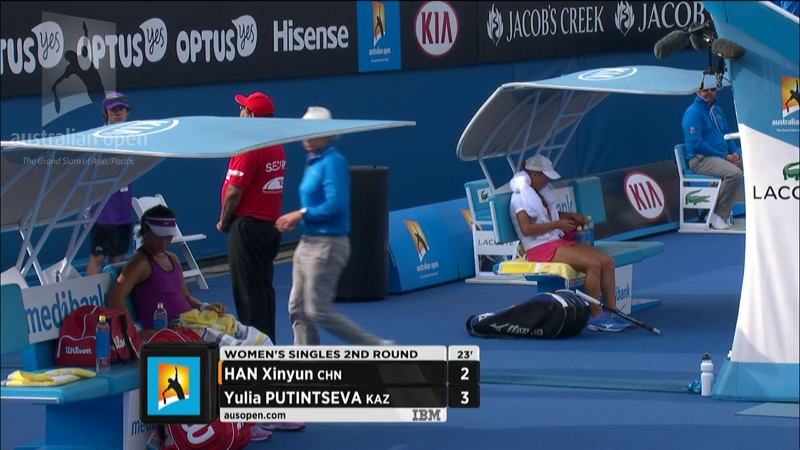 OPTUS yes OPTUS yes OPTUS yes Hisense KIA JACOB'S CREEK JACOB
australian open
The Grand Slam of Asia/Pacific
KIA
LACO
medibank
Wilson
WOMEN'S SINGLES 2ND ROUND 23'
HAN Xinyun CHN 2
Yulia PUTINTSEVA KAZ 3
ausopen.com IBM